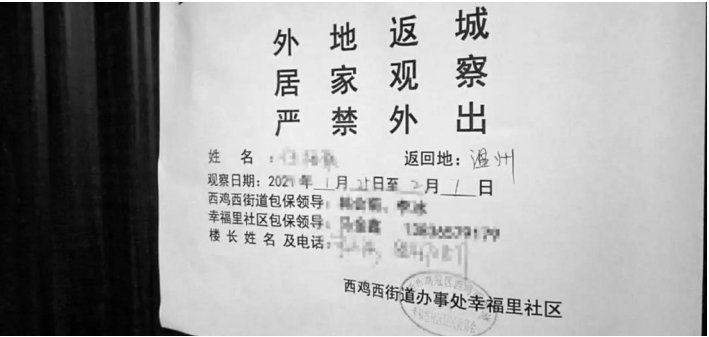 外地返城
居家观察
严禁外出
姓 名： 返回地：温州
观察日期：2021年1月21日至2月1日
西鸡西街道包保领导：
幸福里社区包保领导：
楼长姓名及电话：
西鸡西街道办事处幸福里社区